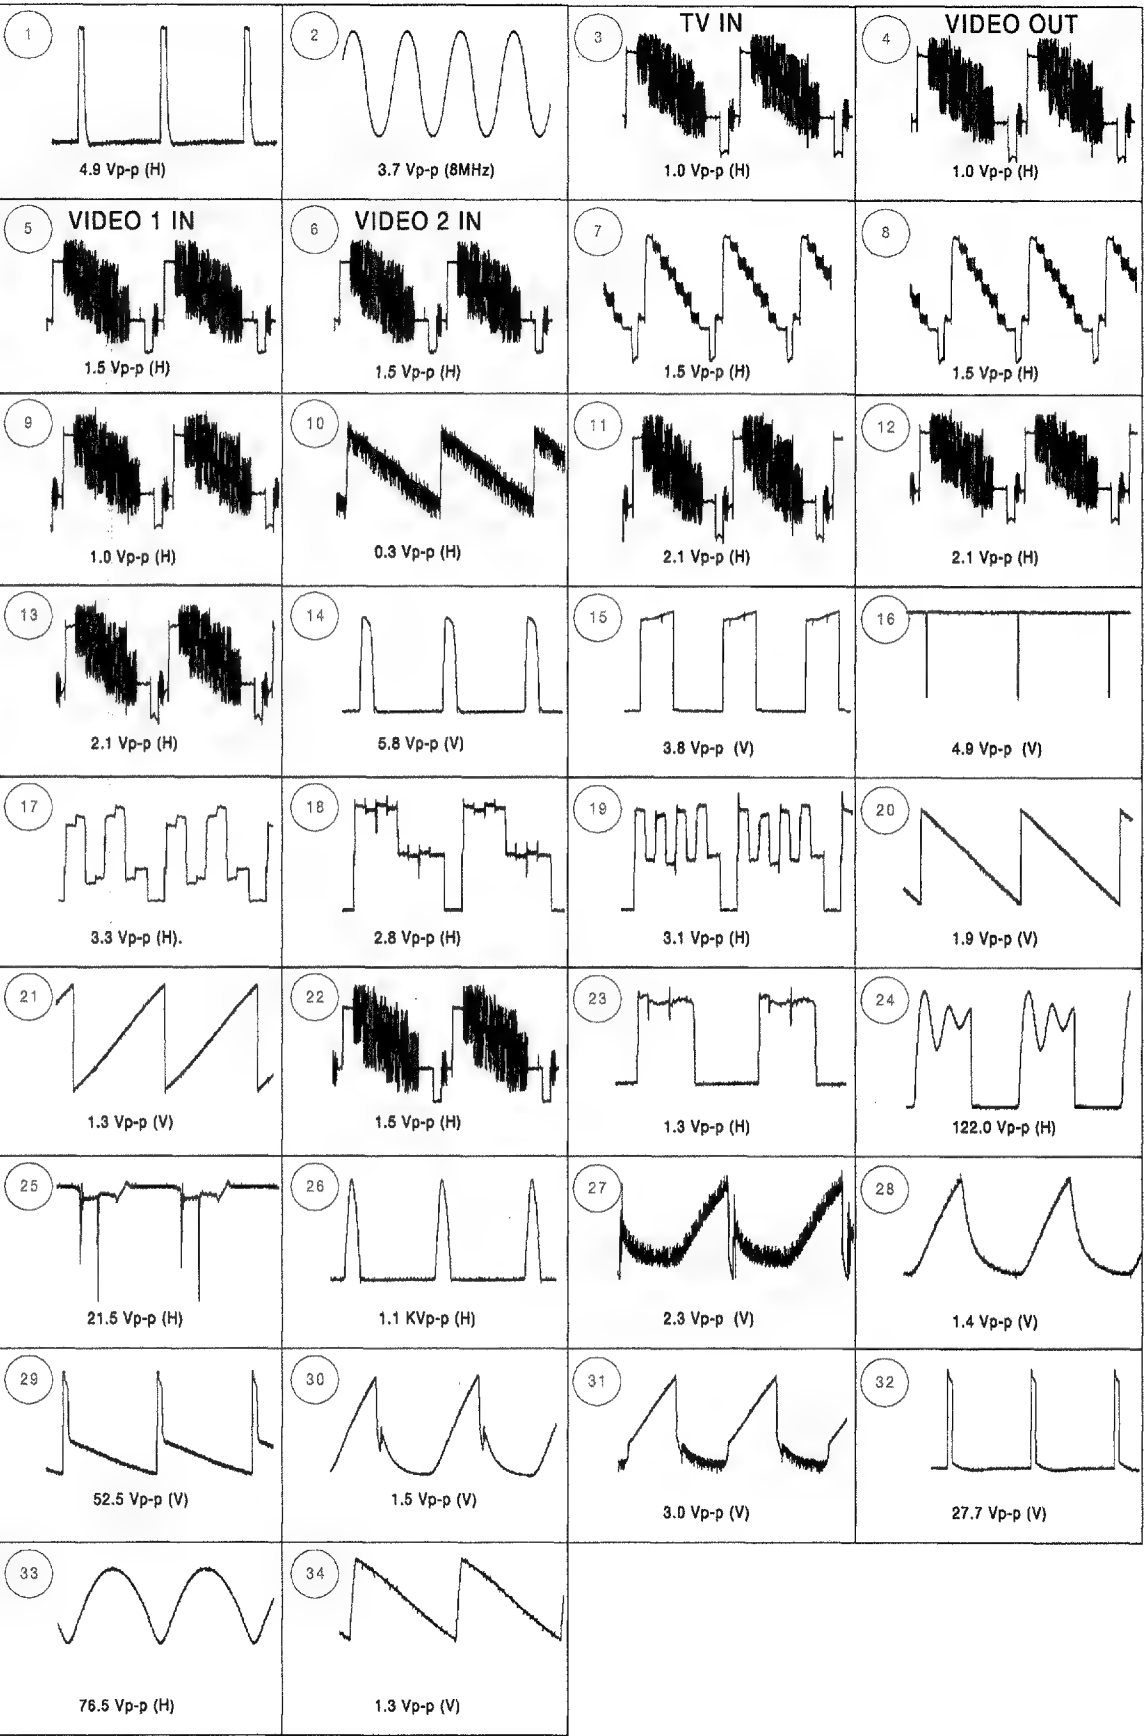 1
4.9 Vp-p (H)
2
3.7 Vp-p (8MHz)
3
TV IN
1.0 Vp-p (H)
4
VIDEO OUT
1.0 Vp-p (H)
5
VIDEO 1 IN
1.5 Vp-p (H)
6
VIDEO 2 IN
1.5 Vp-p (H)
7
1.5 Vp-p (H)
8
1.5 Vp-p (H)
9
1.0 Vp-p (H)
10
0.3 Vp-p (H)
11
2.1 Vp-p (H)
12
2.1 Vp-p (H)
13
2.1 Vp-p (H)
14
5.8 Vp-p (V)
15
3.8 Vp-p (V)
16
4.9 Vp-p (V)
17
3.3 Vp-p (H).
18
2.8 Vp-p (H)
19
3.1 Vp-p (H)
20
1.9 Vp-p (V)
21
1.3 Vp-p (V)
22
1.5 Vp-p (H)
23
1.3 Vp-p (H)
24
122.0 Vp-p (H)
25
21.5 Vp-p (H)
26
1.1 KVp-p (H)
27
2.3 Vp-p (V)
28
1.4 Vp-p (V)
29
52.5 Vp-p (V)
30
1.5 Vp-p (V)
31
3.0 Vp-p (V)
32
27.7 Vp-p (V)
33
76.5 Vp-p (H)
34
1.3 Vp-p (V)